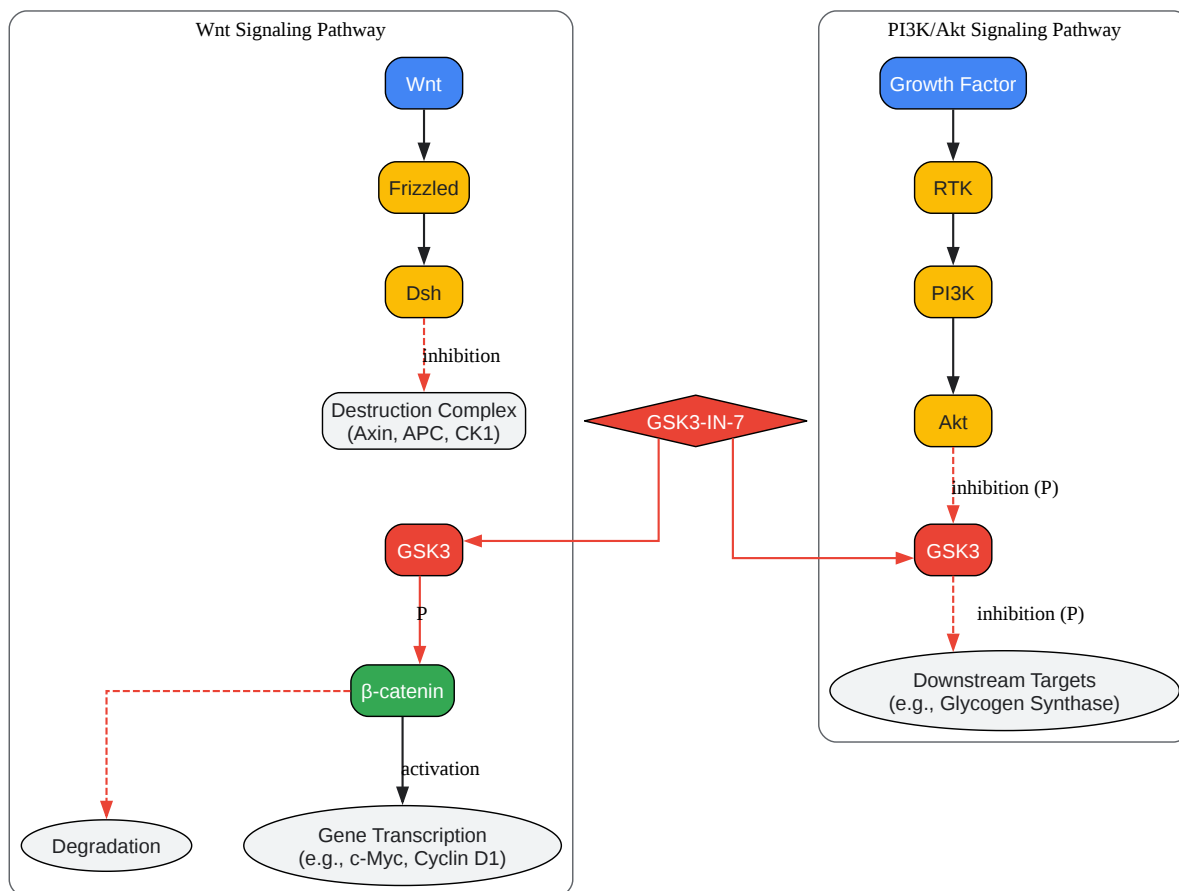 Wnt Signaling Pathway
Wnt
Frizzled
Dsh
inhibition
Destruction Complex
(Axin, APC, CK1)
GSK3-IN-7
GSK3
P
β-catenin
activation
Degradation
Gene Transcription
(e.g., c-Myc, Cyclin D1)
PI3K/Akt Signaling Pathway
Growth Factor
RTK
PI3K
Akt
inhibition (P)
GSK3
inhibition (P)
Downstream Targets
(e.g., Glycogen Synthase)